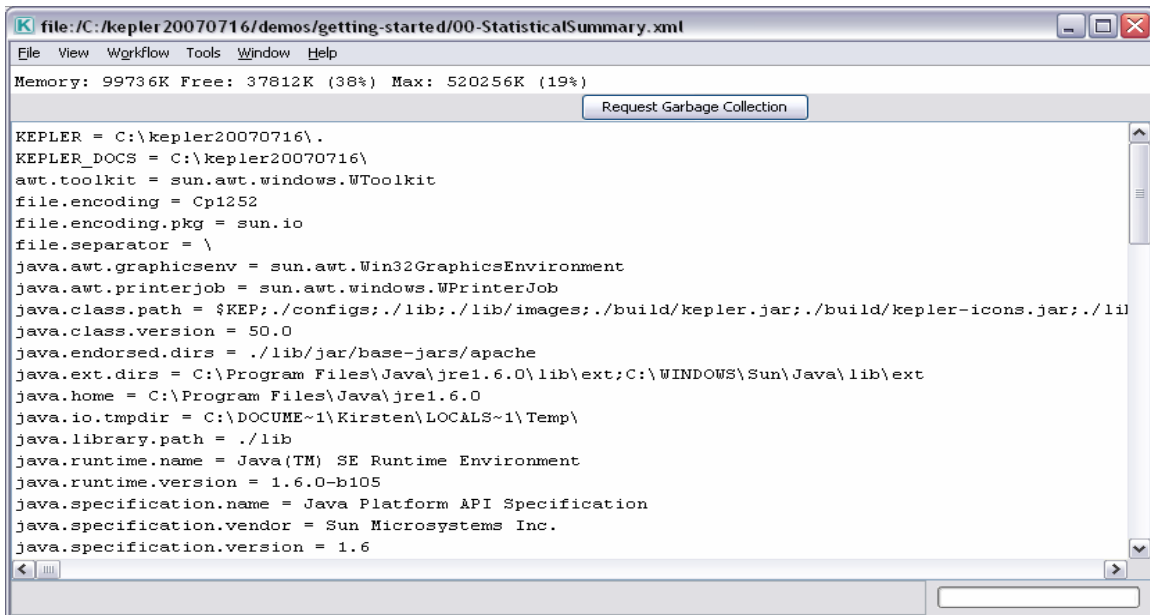 file:/C:/kepler20070716/demos/getting-started/00-StatisticalSummary.xml
File View Workflow Tools Window Help
Memory: 99736K Free: 37812K (38%) Max: 520256K (19%)
Request Garbage Collection
KEPLER = C:\kepler20070716\.
KEPLER_DOCS = C:\kepler20070716\
awt.toolkit = sun.awt.windows.WToolkit
file.encoding = Cp1252
file.encoding.pkg = sun.io
file.separator = \
java.awt.graphicsenv = sun.awt.Win32GraphicsEnvironment
java.awt.printerjob = sun.awt.windows.WPrinterJob
java.class.path = $KEP;./configs;./lib;./lib/images;./build/kepler.jar;./build/kepler-icons.jar;./lib
java.class.version = 50.0
java.endorsed.dirs = ./lib/jar/base-jars/apache
java.ext.dirs = C:\Program Files\Java\jre1.6.0\lib\ext;C:\WINDOWS\Sun\Java\lib\ext
java.home = C:\Program Files\Java\jre1.6.0
java.io.tmpdir = C:\DOCUME~1\Kirsten\LOCALS~1\Temp\
java.library.path = ./lib
java.runtime.name = Java(TM) SE Runtime Environment
java.runtime.version = 1.6.0-b105
java.specification.name = Java Platform API Specification
java.specification.vendor = Sun Microsystems Inc.
java.specification.version = 1.6